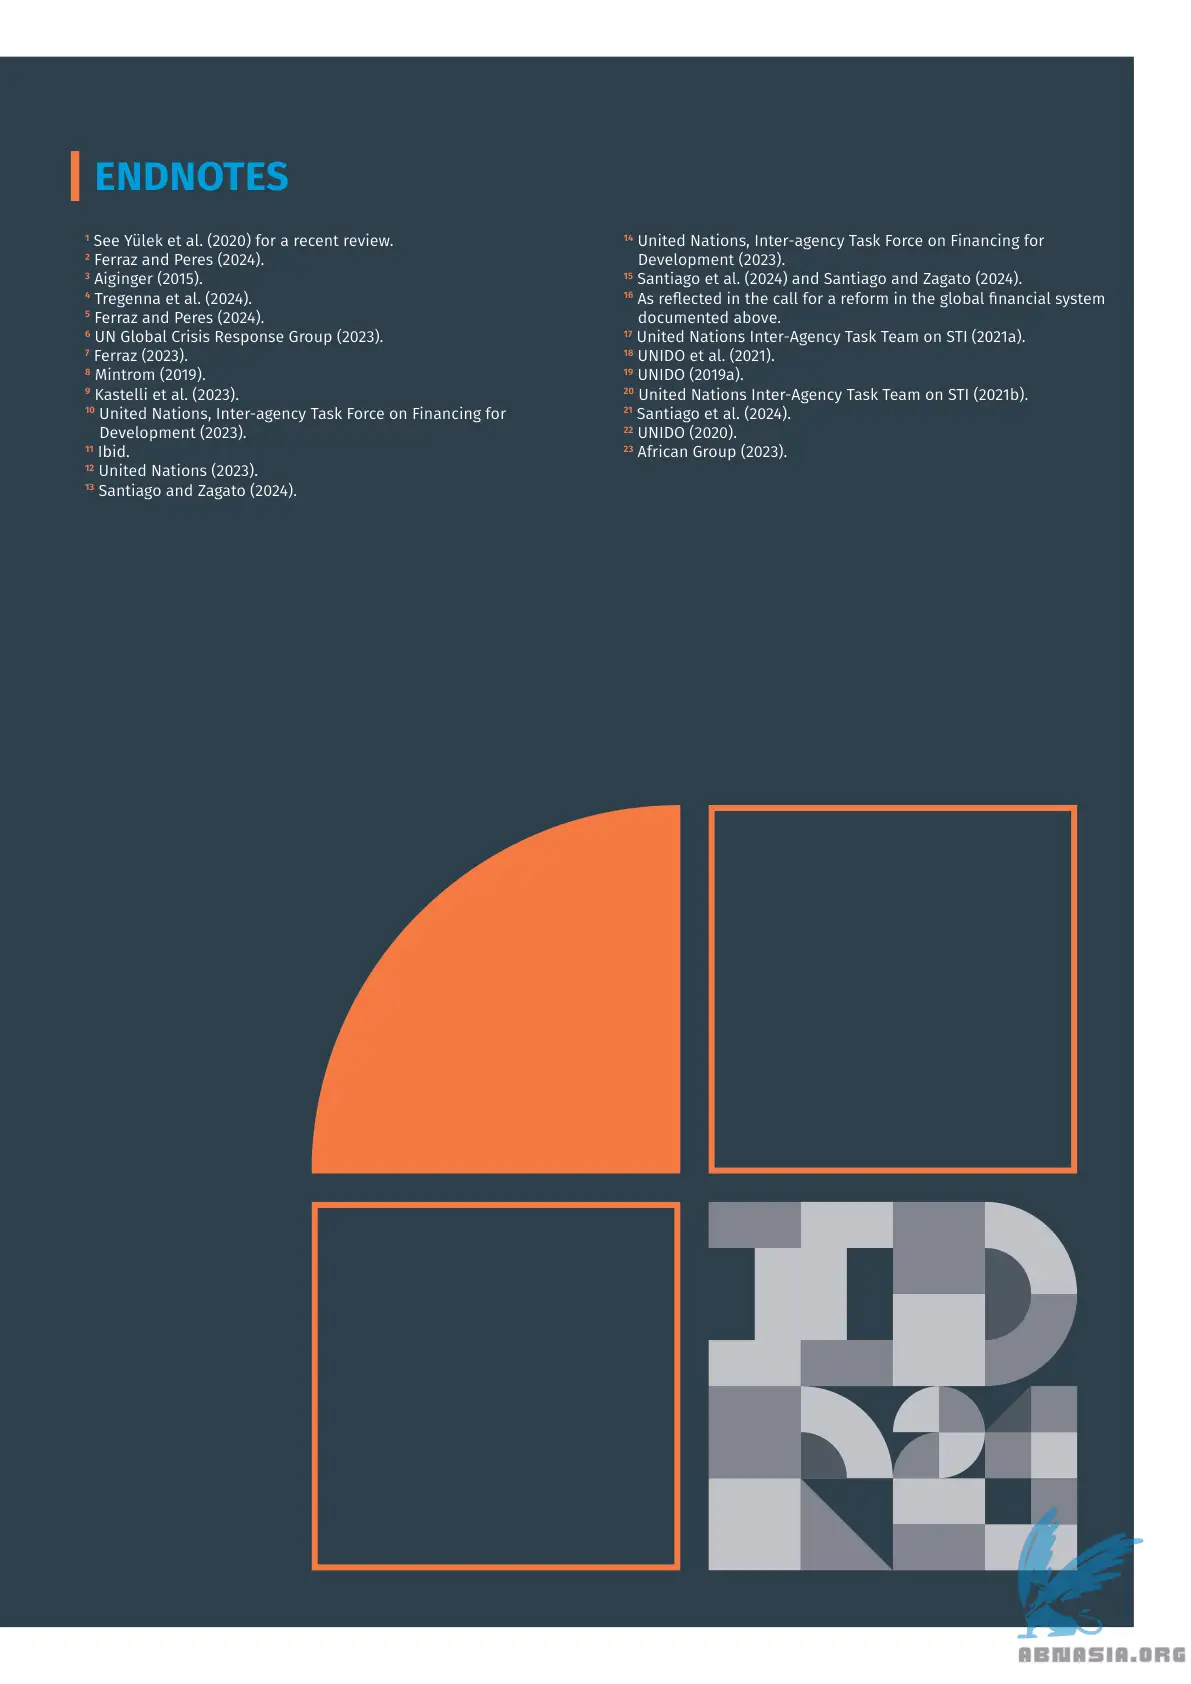 ENDNOTES
1 See Yülek et al. (2020) for a recent review.
2 Ferraz and Peres (2024).
3 Aiginger (2015).
4 Tregenna et al. (2024).
5 Ferraz and Peres (2024).
6 UN Global Crisis Response Group (2023).
7 Ferraz (2023).
8 Mintrom (2019).
9 Kastelli et al. (2023).
10 United Nations, Inter-agency Task Force on Financing for
Development (2023).
11 Ibid.
12 United Nations (2023).
13 Santiago and Zagato (2024).
14 United Nations, Inter-agency Task Force on Financing for
Development (2023).
15 Santiago et al. (2024) and Santiago and Zagato (2024).
16 As reflected in the call for a reform in the global financial system
documented above.
17 United Nations Inter-Agency Task Team on STI (2021a).
18 UNIDO et al. (2021).
19 UNIDO (2019a).
20 United Nations Inter-Agency Task Team on STI (2021b).
21 Santiago et al. (2024).
22 UNIDO (2020).
23 African Group (2023).
ABNASIA.ORG